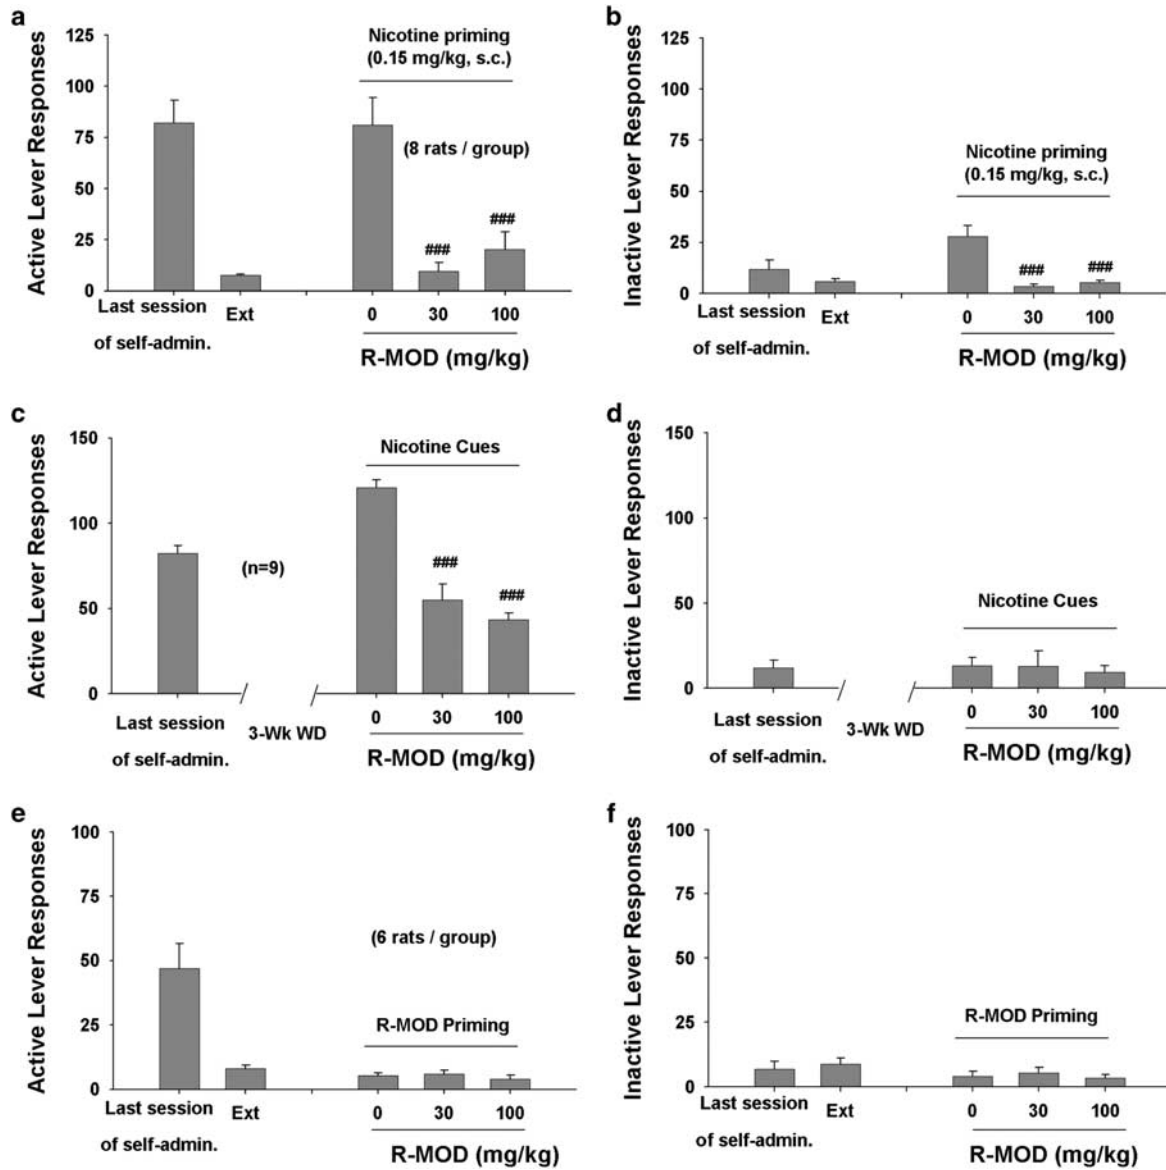 a
Active Lever Responses
125
100
75
50
25
0
Nicotine priming
(0.15 mg/kg, s.c.)
(8 rats / group)
###
###
Last session
of self-admin.
Ext
0 30 100
R-MOD (mg/kg)
b
Inactive Lever Responses
125
100
75
50
25
0
Nicotine priming
(0.15 mg/kg, s.c.)
###
###
Last session
of self-admin.
Ext
0 30 100
R-MOD (mg/kg)
c
Active Lever Responses
150
100
50
0
Nicotine Cues
(n=9)
###
###
Last session
of self-admin.
3-Wk WD
0 30 100
R-MOD (mg/kg)
d
Inactive Lever Responses
150
100
50
0
Nicotine Cues
Last session
of self-admin.
3-Wk WD
0 30 100
R-MOD (mg/kg)
e
Active Lever Responses
100
75
50
25
0
(6 rats / group)
R-MOD Priming
Last session
of self-admin.
Ext
0 30 100
R-MOD (mg/kg)
f
Inactive Lever Responses
100
75
50
25
0
R-MOD Priming
Last session
of self-admin.
Ext
0 30 100
R-MOD (mg/kg)